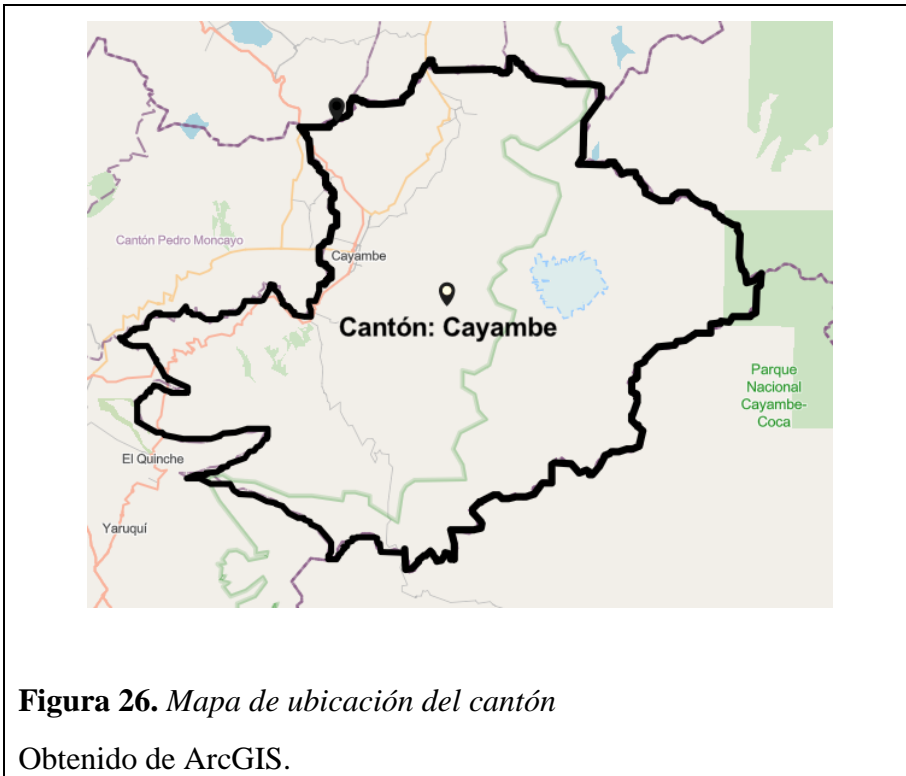 Cantón Pedro Moncayo
Cayambe
Cantón: Cayambe
Parque
Nacional
Cayambe-
Coca
El Quinche
Yaruquí
Figura 26. Mapa de ubicación del cantón
Obtenido de ArcGIS.